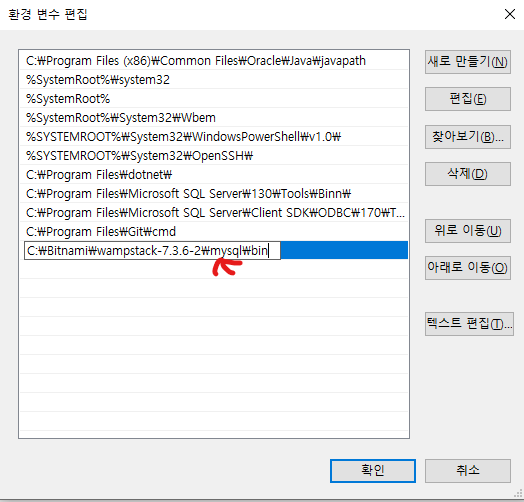 환경 변수 편집
C:₩Program Files (x86)₩Common Files₩Oracle₩Java₩javapath
%SystemRoot%₩system32
%SystemRoot%
%SystemRoot%₩System32₩Wbem
%SYSTEMROOT%₩System32₩WindowsPowerShell₩v1.0₩
%SYSTEMROOT%₩System32₩OpenSSH₩
C:₩Program Files₩dotnet₩
C:₩Program Files₩Microsoft SQL Server₩130₩Tools₩Binn₩
C:₩Program Files₩Microsoft SQL Server₩Client SDK₩ODBC₩170₩T...
C:₩Program Files₩Git₩cmd
C:₩Bitnami₩wampstack-7.3.6-2₩mysql₩bin
새로 만들기(N)
편집(E)
찾아보기(B)...
삭제(D)
위로 이동(U)
아래로 이동(O)
텍스트 편집(T)...
확인
취소